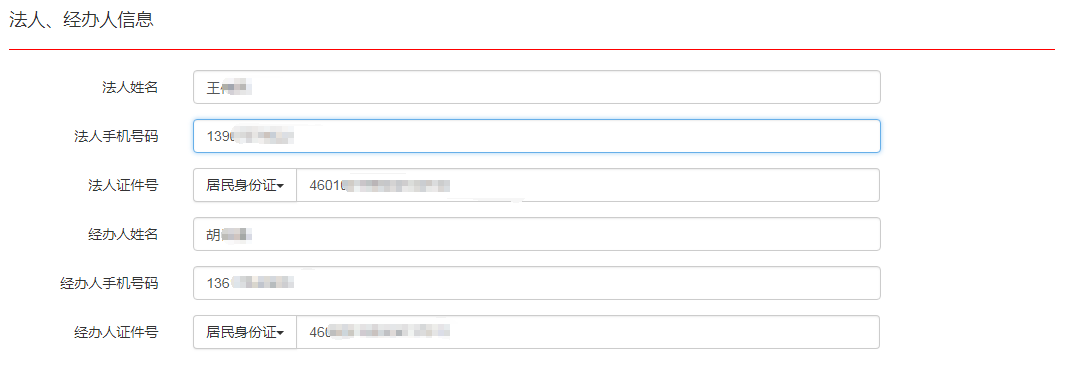 法人、经办人信息
法人姓名 王
法人手机号码 139
法人证件号 居民身份证 4601
经办人姓名 胡
经办人手机号码 136
经办人证件号 居民身份证 460